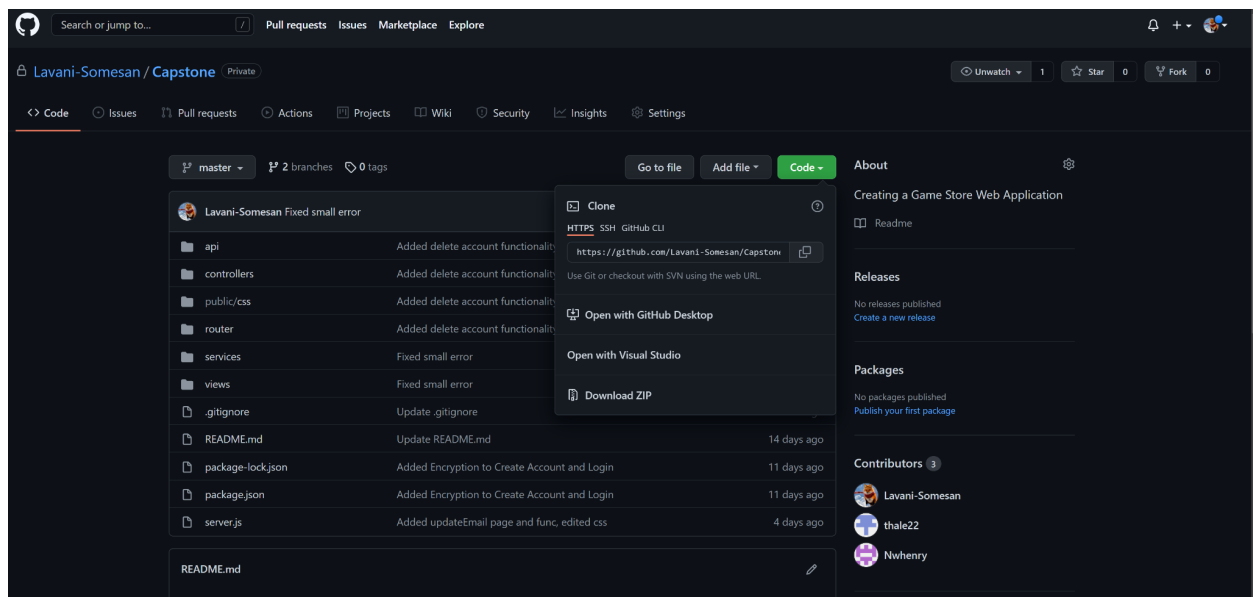 Search or jump to... / Pull requests Issues Marketplace Explore
Lavani-Somesan / Capstone Private Unwatch 1 Star 0 Fork 0
<> Code Issues Pull requests Actions Projects Wiki Security Insights Settings
master 2 branches 0 tags Go to file Add file Code
Lavani-Somesan Fixed small error
api Added delete account functionality
controllers Added delete account functionality
public/css Added delete account functionality
router Added delete account functionality
services Fixed small error
views Fixed small error
.gitignore Update .gitignore
README.md Update README.md 14 days ago
package-lock.json Added Encryption to Create Account and Login 11 days ago
package.json Added Encryption to Create Account and Login 11 days ago
server.js Added updateEmail page and func, edited css 4 days ago
README.md
Clone
HTTPS SSH GitHub CLI
https://github.com/Lavani-Somesan/Capstone
Use Git or checkout with SVN using the web URL.
Open with GitHub Desktop
Open with Visual Studio
Download ZIP
About
Creating a Game Store Web Application
Readme
Releases
No releases published
Create a new release
Packages
No packages published
Publish your first package
Contributors 3
Lavani-Somesan
thale22
Nwhenry